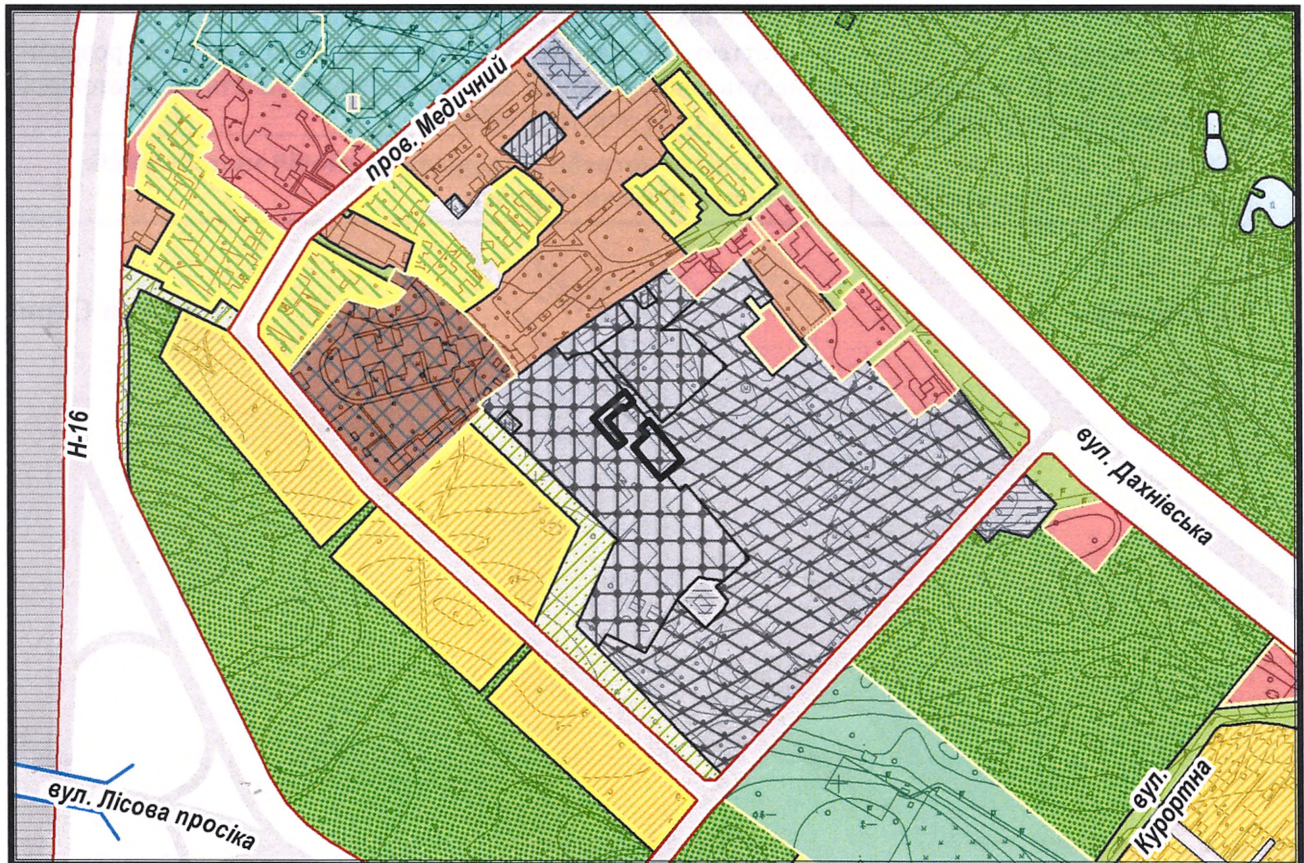 пров. Медичний
Н-16
вул. Дахнівська
вул. Лісова просіка
вул.
Курортна